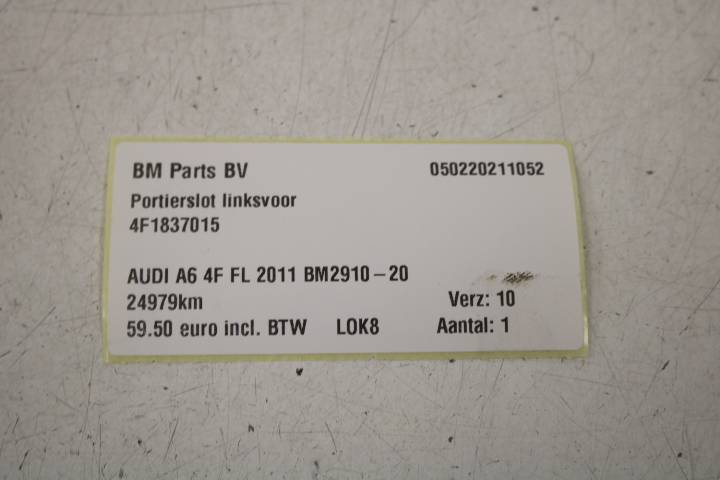 BM Parts BV 050220211052
Portierslot linksvoor
4F1837015
AUDI A6 4F FL 2011 BM2910-20
24979km Verz: 10
59.50 euro incl. BTW LOK8 Aantal: 1